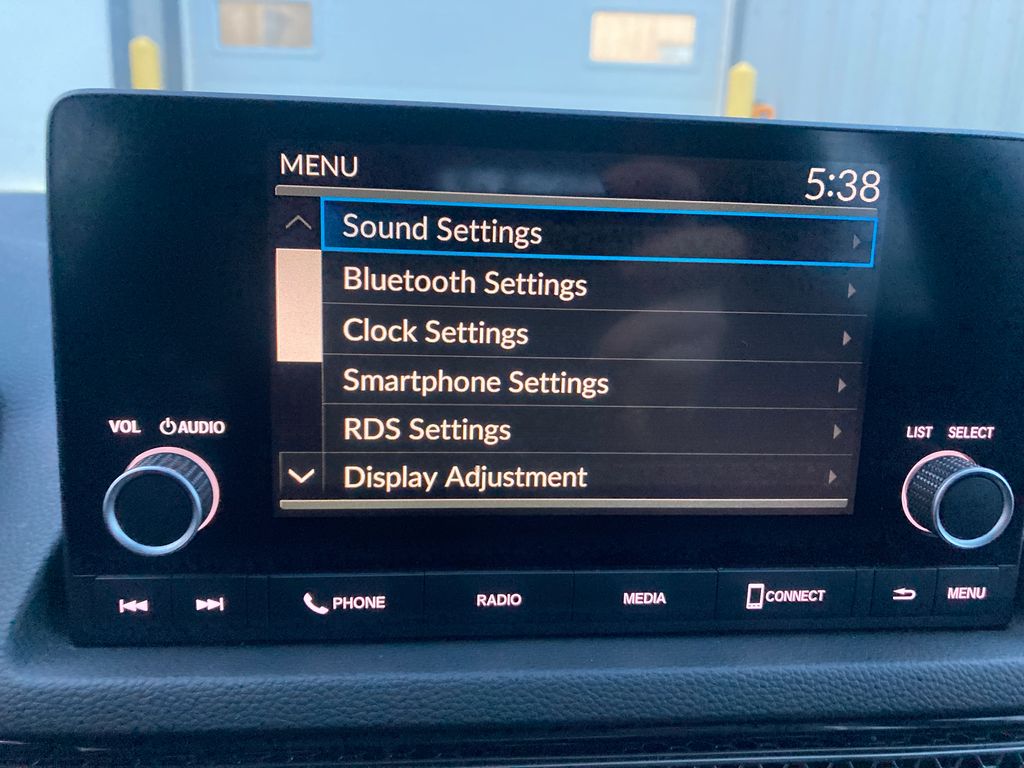 MENU
5:38
Sound Settings
Bluetooth Settings
Clock Settings
Smartphone Settings
RDS Settings
Display Adjustment
VOL AUDIO
LIST SELECT
PHONE RADIO MEDIA CONNECT MENU